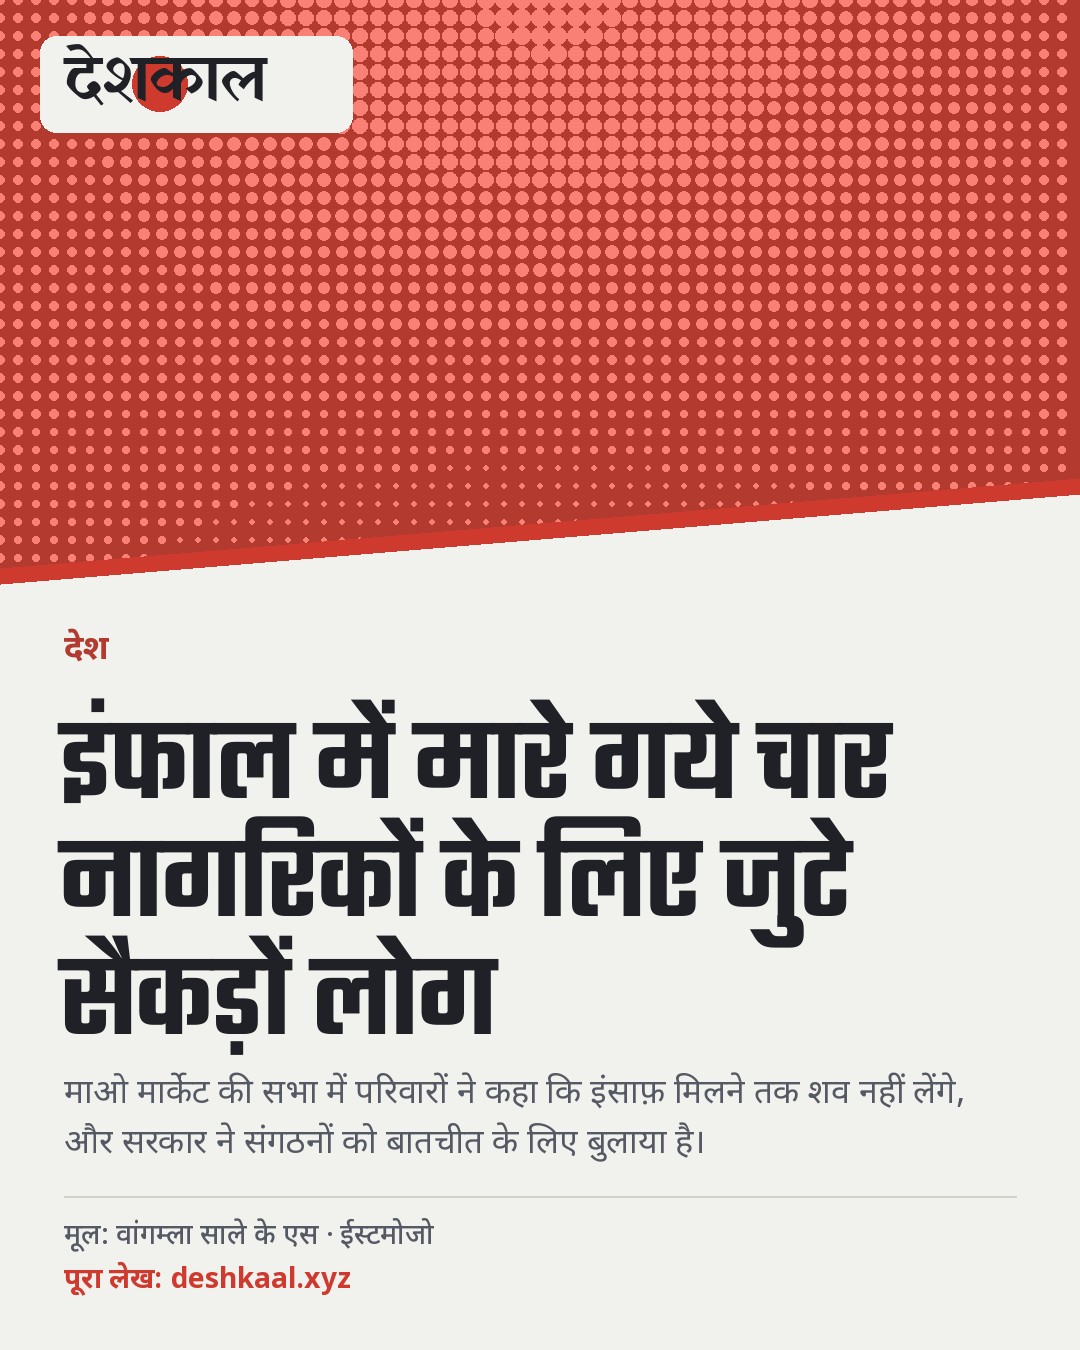 देशकाल
देश
इंफाल में मारे गये चार
नागरिकों के लिए जुटे
सैकड़ों लोग
माओ मार्केट की सभा में परिवारों ने कहा कि इंसाफ़ मिलने तक शव नहीं लेंगे,
और सरकार ने संगठनों को बातचीत के लिए बुलाया है।
मूल: वांगम्ला साले के एस · ईस्टमोजो
पूरा लेख: deshkaal.xyz